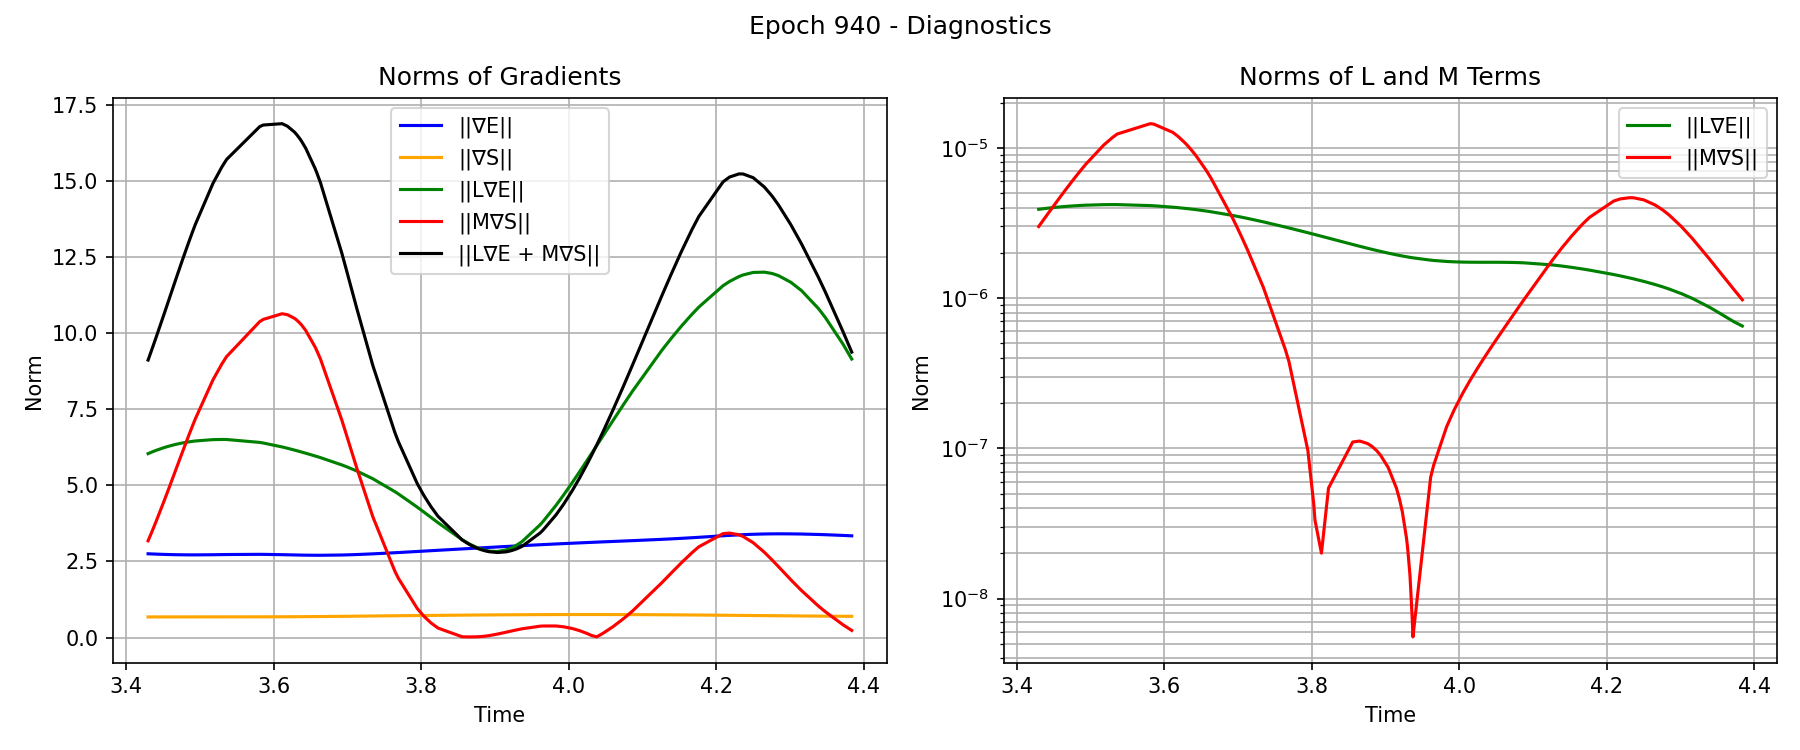 Epoch 940 - Diagnostics
Norms of Gradients
17.5
15.0
12.5
10.0
7.5
5.0
2.5
0.0
Norm
||∇E||
||∇S||
||L∇E||
||M∇S||
||L∇E + M∇S||
3.4
3.6
3.8
4.0
4.2
4.4
Time
Norms of L and M Terms
10⁻⁵
10⁻⁶
10⁻⁷
10⁻⁸
Norm
||L∇E||
||M∇S||
3.4
3.6
3.8
4.0
4.2
4.4
Time